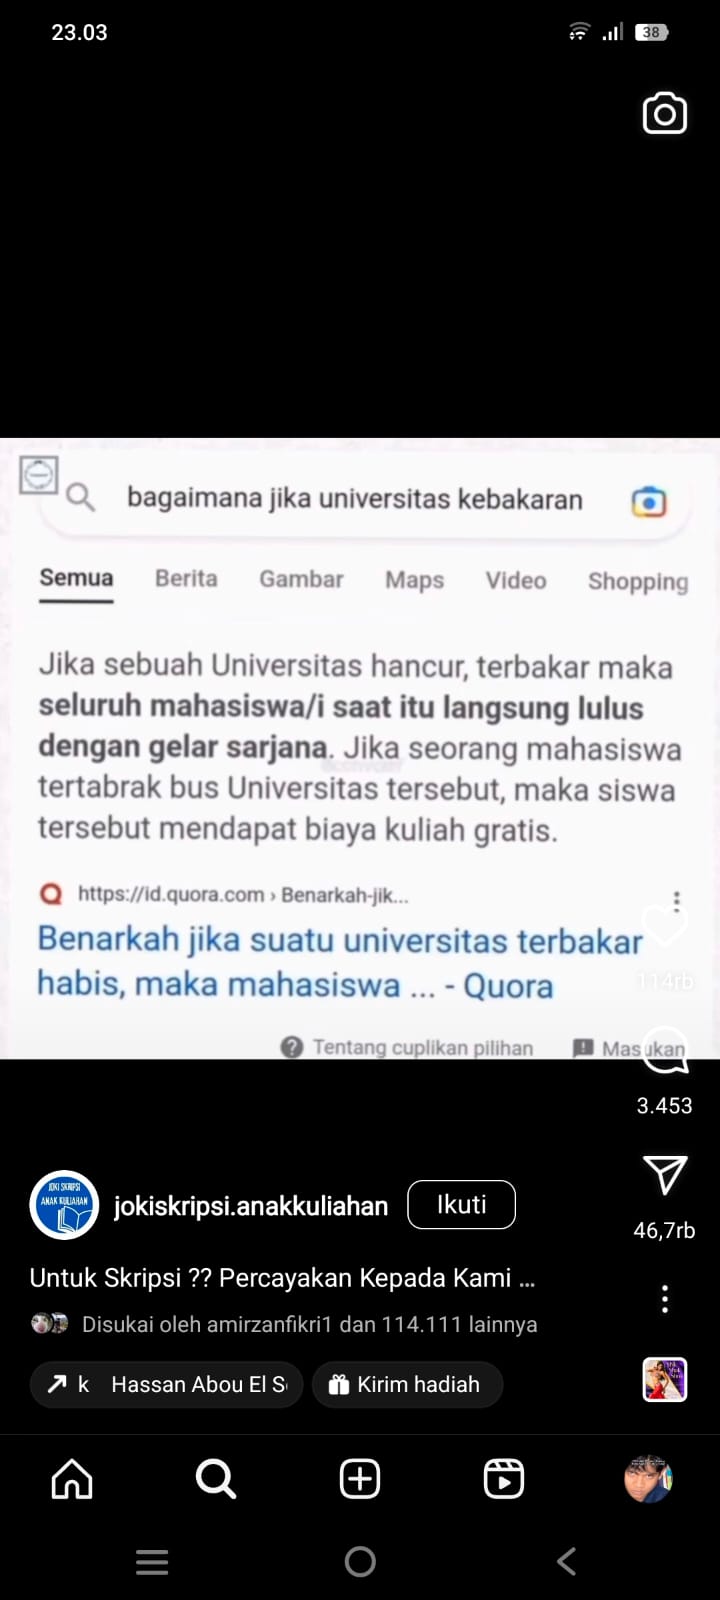 23.03
38
bagaimana jika universitas kebakaran
Semua Berita Gambar Maps Video Shopping
Jika sebuah Universitas hancur, terbakar maka
seluruh mahasiswa/i saat itu langsung lulus
dengan gelar sarjana. Jika seorang mahasiswa
tertabrak bus Universitas tersebut, maka siswa
tersebut mendapat biaya kuliah gratis.
https://id.quora.com › Benarkah-jik...
Benarkah jika suatu universitas terbakar
habis, maka mahasiswa ... - Quora
114rb
Tentang cuplikan pilihan Masukan
3.453
JOKI SKRIPSI
ANAK KULIAHAN
jokiskripsi.anakkuliahan Ikuti
46,7rb
Untuk Skripsi ?? Percayakan Kepada Kami ...
Disukai oleh amirzanfikri1 dan 114.111 lainnya
k Hassan Abou El S Kirim hadiah